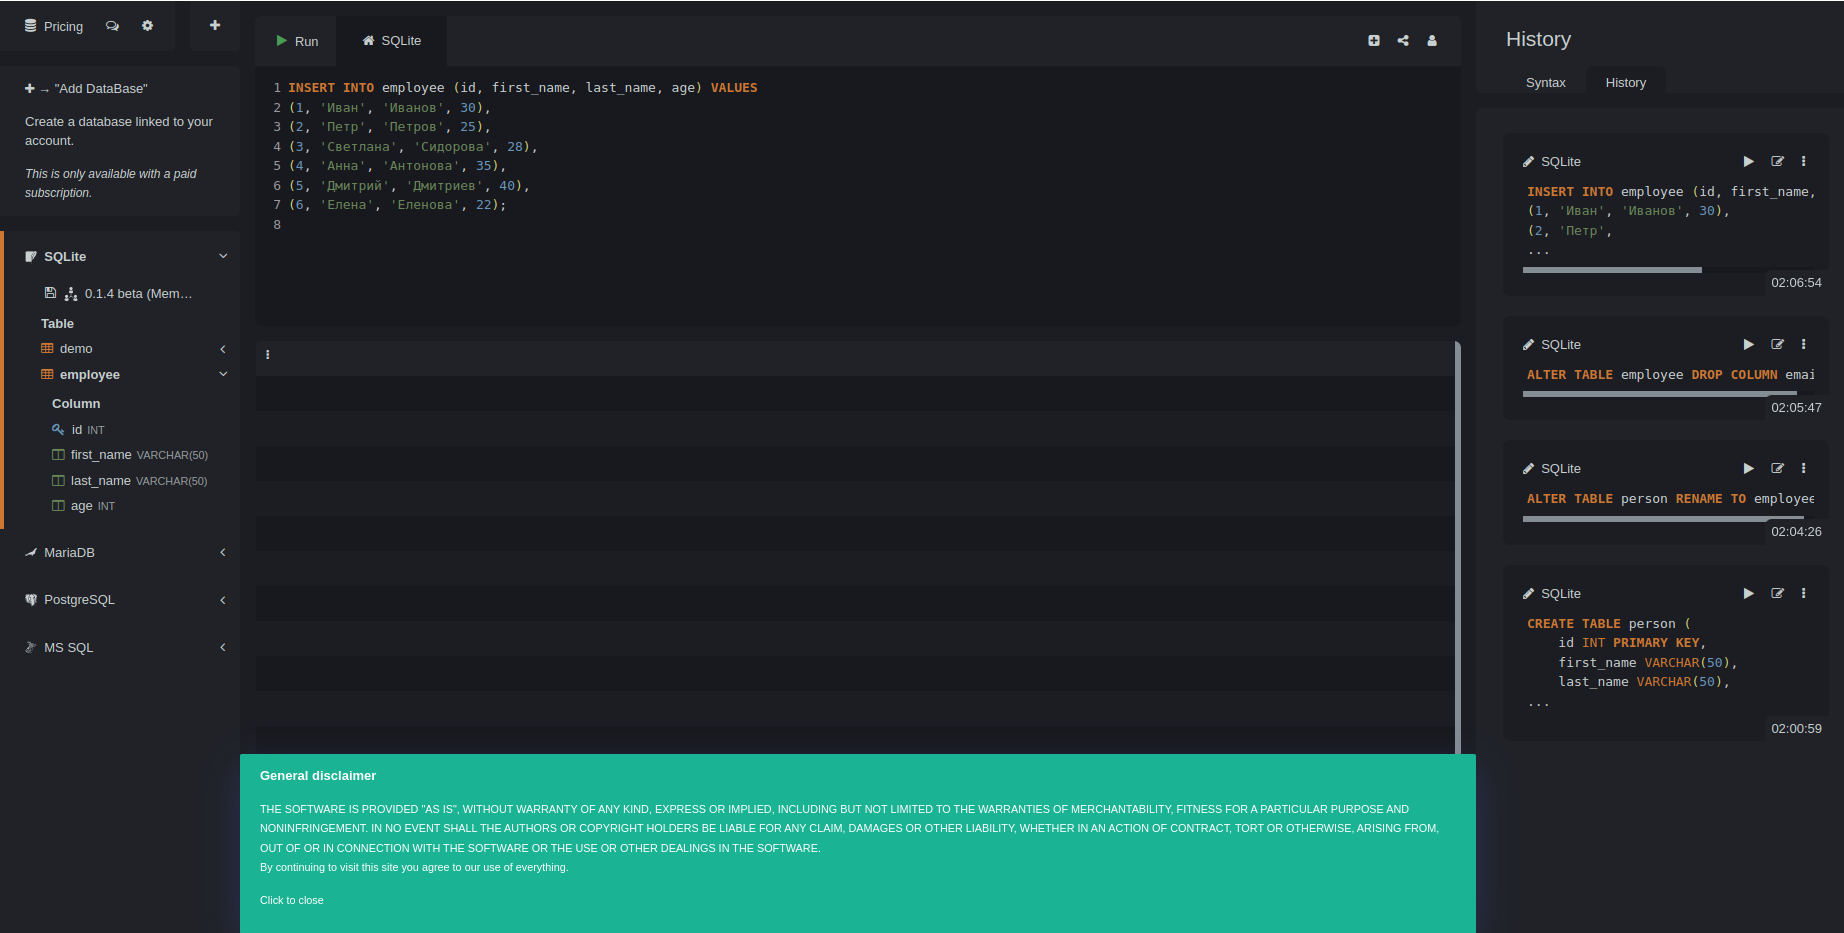 Pricing
+
+ → "Add DataBase"
Create a database linked to your
account.
This is only available with a paid
subscription.
SQLite
0.1.4 beta (Mem…
Table
demo
employee
Column
id INT
first_name VARCHAR(50)
last_name VARCHAR(50)
age INT
MariaDB
PostgreSQL
MS SQL
Run
SQLite
1 INSERT INTO employee (id, first_name, last_name, age) VALUES
2 (1, 'Иван', 'Иванов', 30),
3 (2, 'Петр', 'Петров', 25),
4 (3, 'Светлана', 'Сидорова', 28),
5 (4, 'Анна', 'Антонова', 35),
6 (5, 'Дмитрий', 'Дмитриев', 40),
7 (6, 'Елена', 'Еленова', 22);
8
General disclaimer
THE SOFTWARE IS PROVIDED "AS IS", WITHOUT WARRANTY OF ANY KIND, EXPRESS OR IMPLIED, INCLUDING BUT NOT LIMITED TO THE WARRANTIES OF MERCHANTABILITY, FITNESS FOR A PARTICULAR PURPOSE AND
NONINFRINGEMENT. IN NO EVENT SHALL THE AUTHORS OR COPYRIGHT HOLDERS BE LIABLE FOR ANY CLAIM, DAMAGES OR OTHER LIABILITY, WHETHER IN AN ACTION OF CONTRACT, TORT OR OTHERWISE, ARISING FROM,
OUT OF OR IN CONNECTION WITH THE SOFTWARE OR THE USE OR OTHER DEALINGS IN THE SOFTWARE.
By continuing to visit this site you agree to our use of everything.
Click to close
History
Syntax
History
SQLite
INSERT INTO employee (id, first_name,
(1, 'Иван', 'Иванов', 30),
(2, 'Петр',
...
02:06:54
SQLite
ALTER TABLE employee DROP COLUMN emai
02:05:47
SQLite
ALTER TABLE person RENAME TO employee
02:04:26
SQLite
CREATE TABLE person (
id INT PRIMARY KEY,
first_name VARCHAR(50),
last_name VARCHAR(50),
...
02:00:59